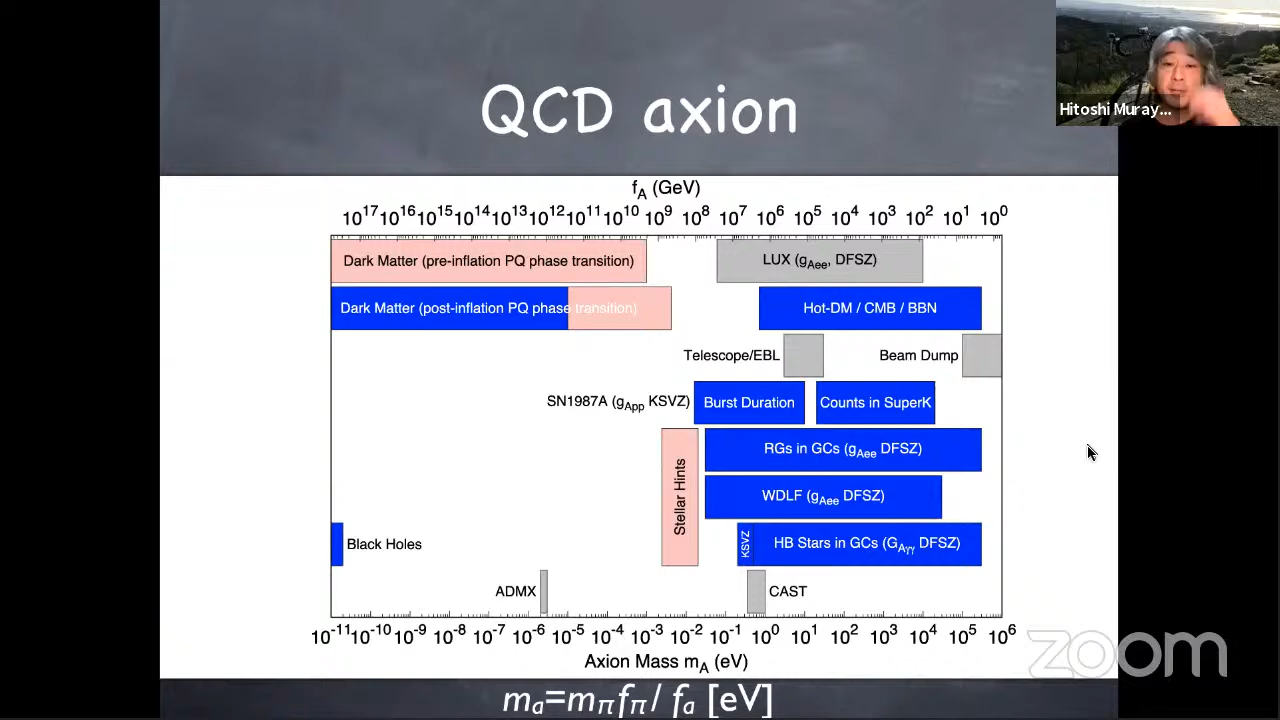 QCD axion
Hitoshi Muray...
f_A (GeV)
10^17 10^16 10^15 10^14 10^13 10^12 10^11 10^10 10^9 10^8 10^7 10^6 10^5 10^4 10^3 10^2 10^1 10^0
Dark Matter (pre-inflation PQ phase transition)
LUX (g_Aee, DFSZ)
Dark Matter (post-inflation PQ phase transition)
Hot-DM / CMB / BBN
Telescope/EBL
Beam Dump
SN1987A (g_App KSVZ)
Burst Duration
Counts in SuperK
RGs in GCs (g_Aee DFSZ)
Stellar Hints
WDLF (g_Aee DFSZ)
Black Holes
KSVZ
HB Stars in GCs (G_Aγγ DFSZ)
ADMX
CAST
10^-11 10^-10 10^-9 10^-8 10^-7 10^-6 10^-5 10^-4 10^-3 10^-2 10^-1 10^0 10^1 10^2 10^3 10^4 10^5 10^6
Axion Mass m_A (eV)
zoom
m_a=m_πf_π/ f_a [eV]